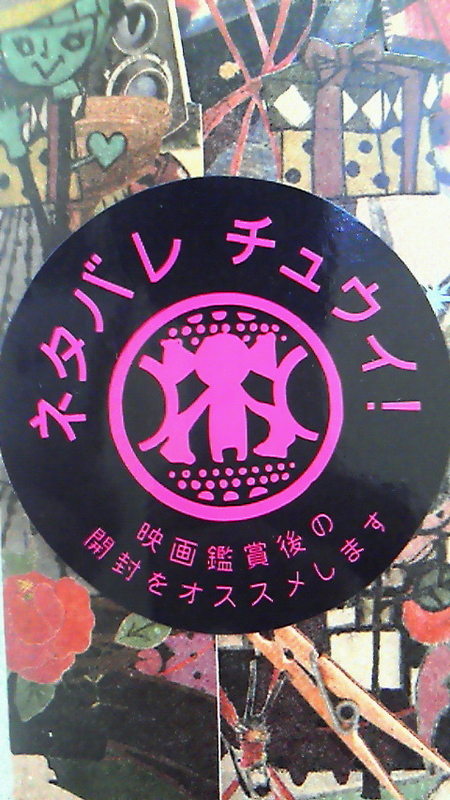 ネタバレ チュウイ！
映画鑑賞後の
開封をオススメします